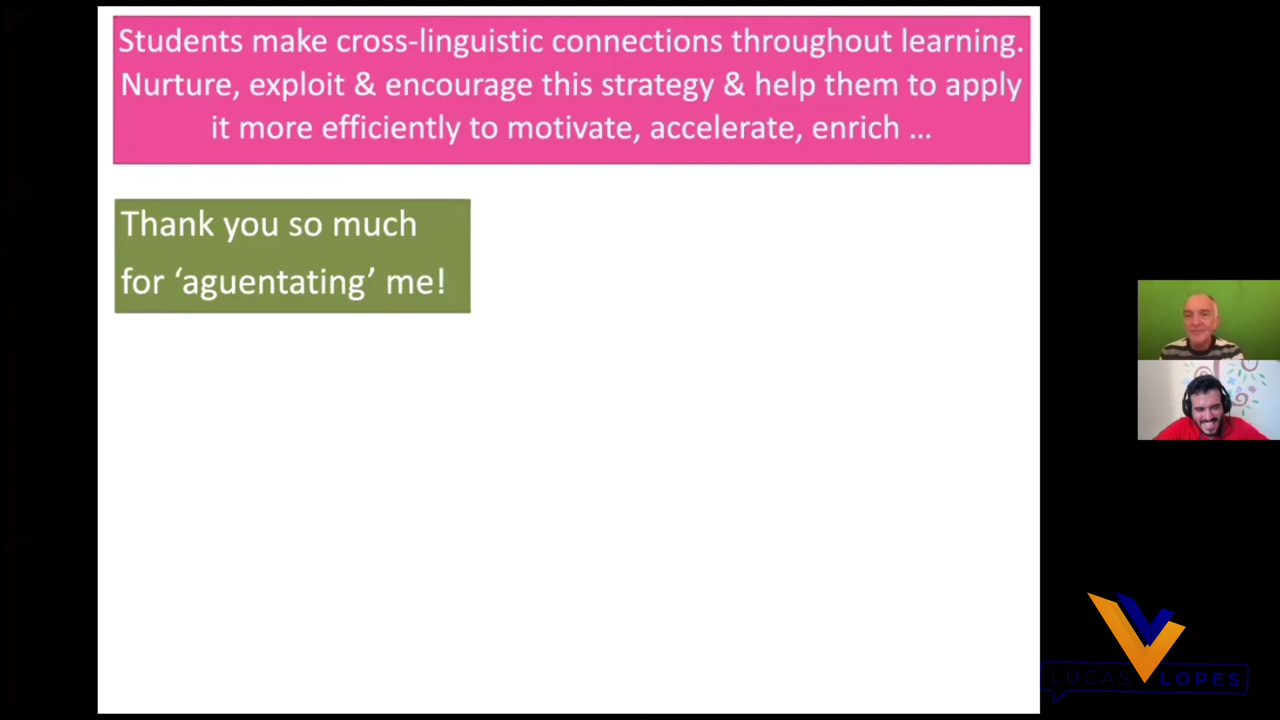 Students make cross-linguistic connections throughout learning.
Nurture, exploit & encourage this strategy & help them to apply
it more efficiently to motivate, accelerate, enrich …
Thank you so much
for ‘aguentating’ me!
LUCAS LOPES